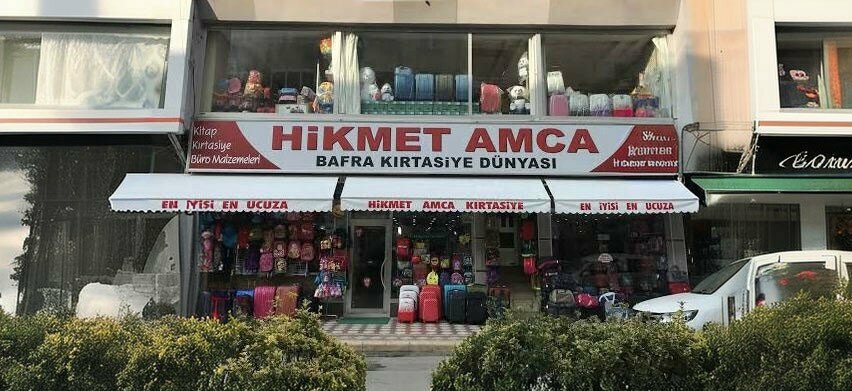 Kitap
Kırtasiye
Büro Malzemeleri
HİKMET AMCA
BAFRA KIRTASİYE DÜNYASI
EN İYİSİ EN UCUZA
HİKMET AMCA KIRTASİYE
EN İYİSİ EN UCUZA